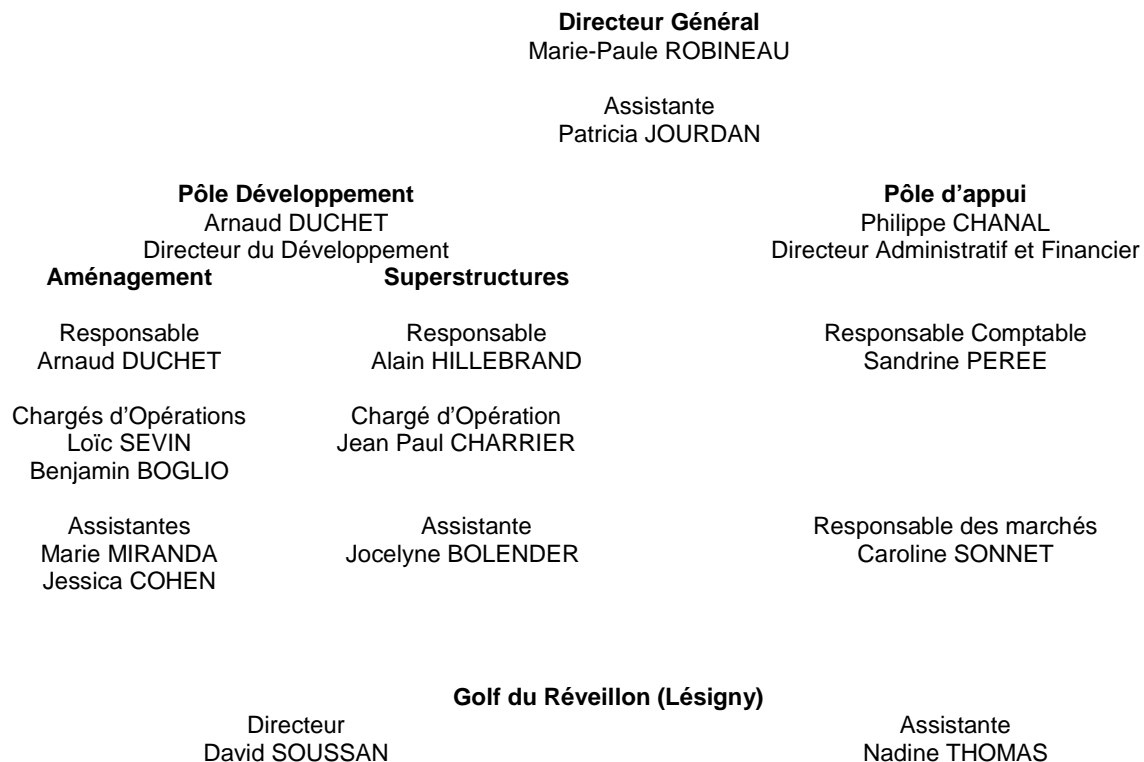 Directeur Général
Marie-Paule ROBINEAU
Assistante
Patricia JOURDAN
Pôle Développement
Arnaud DUCHET
Directeur du Développement
Pôle d'appui
Philippe CHANAL
Directeur Administratif et Financier
Aménagement
Responsable
Arnaud DUCHET
Chargés d'Opérations
Loïc SEVIN
Benjamin BOGLIO
Assistantes
Marie MIRANDA
Jessica COHEN
Superstructures
Responsable
Alain HILLEBRAND
Chargé d'Opération
Jean Paul CHARRIER
Assistante
Jocelyne BOLENDER
Responsable Comptable
Sandrine PEREE
Responsable des marchés
Caroline SONNET
Golf du Réveillon (Lésigny)
Directeur
David SOUSSAN
Assistante
Nadine THOMAS